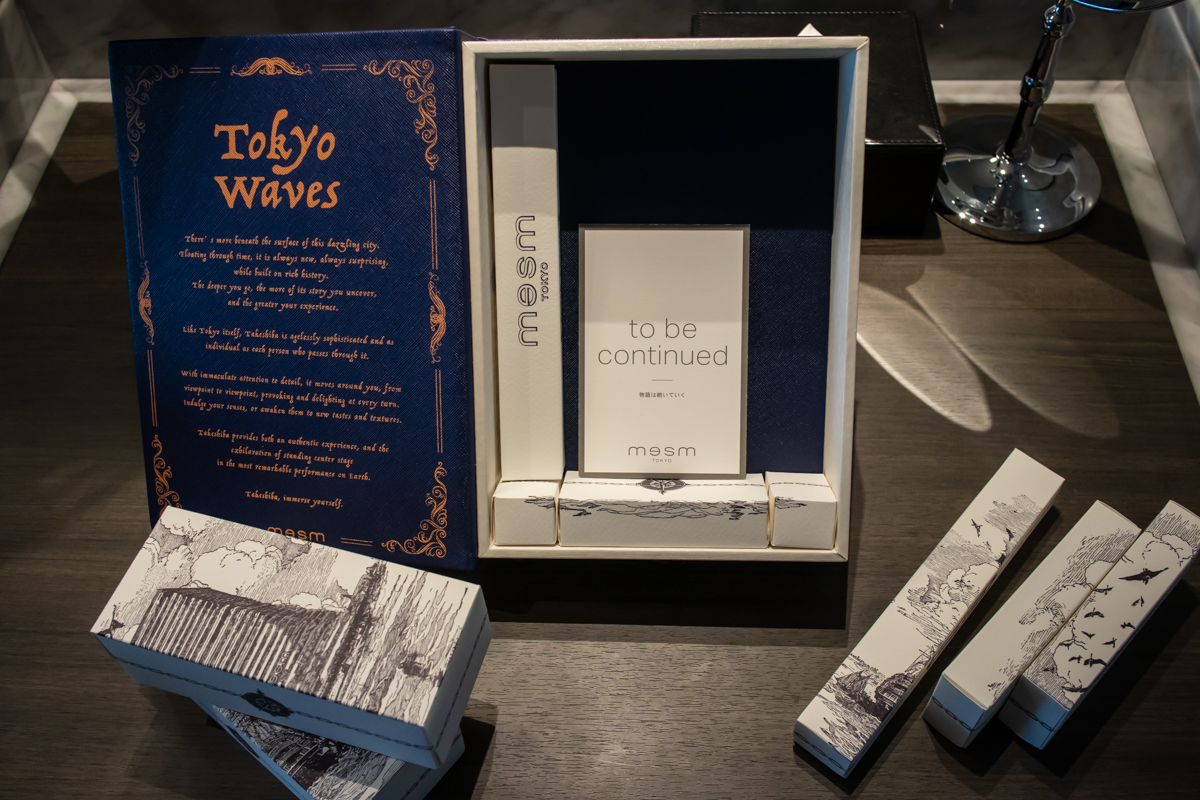 Tokyo
Waves
There's more beneath the surface of this dazzling city.
Floating through time, it is always new, always surprising,
while built on rich history.
The deeper you go, the more of its story you uncover,
and the greater your experience.
Like Tokyo itself, Takeshiba is agelessly sophisticated and as
individual as each person who passes through it.
With immaculate attention to detail, it moves around you, from
viewpoint to viewpoint, provoking and delighting at every turn.
Indulge your senses, or awaken them to new tastes and textures.
Takeshiba provides both an authentic experience, and the
exhilaration of standing center stage
in the most remarkable performance on Earth.
Takeshiba, immerse yourself.
mesm
mesm
TOKYO
to be
continued
物語は続いていく
mesm
TOKYO